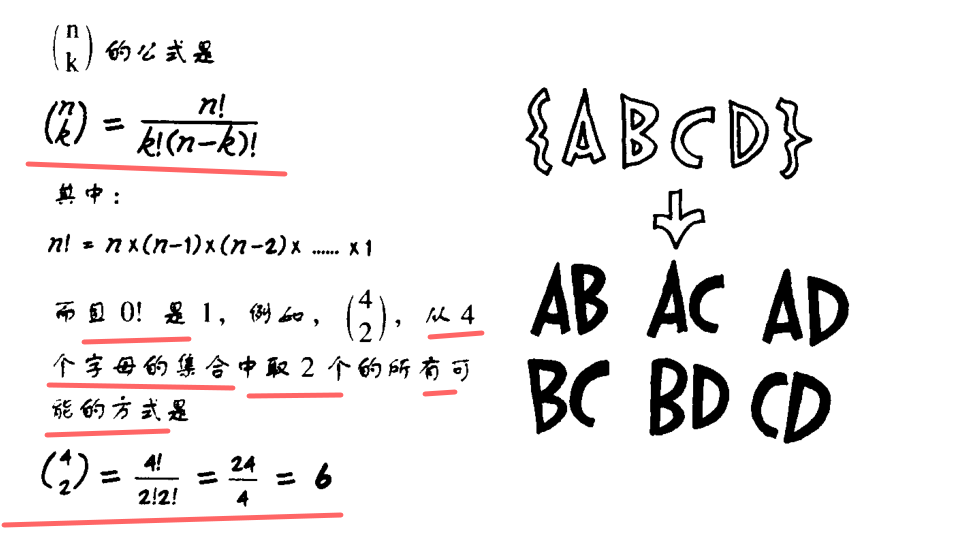 (n
k) 的公式是
(n
k) = n!
k!(n-k)!
其中:
n! = n×(n-1)×(n-2)× …… ×1
而且 0! 是 1, 例如, (4
2), 从 4
个字母的集合中取 2 个的所有可
能的方式是
(4
2) = 4!
2!2! = 24
4 = 6
{ABCD}
AB AC AD
BC BD CD